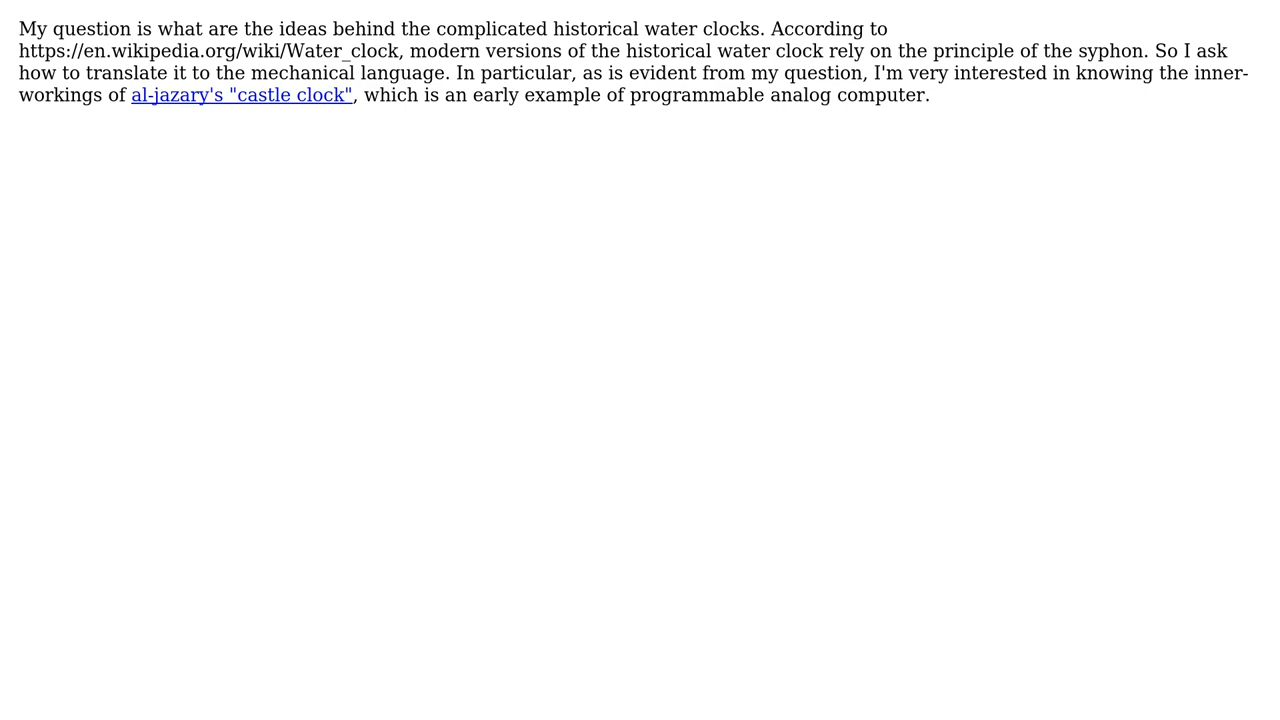 My question is what are the ideas behind the complicated historical water clocks. According to
https://en.wikipedia.org/wiki/Water_clock, modern versions of the historical water clock rely on the principle of the syphon. So I ask
how to translate it to the mechanical language. In particular, as is evident from my question, I'm very interested in knowing the inner-
workings of al-jazary's "castle clock", which is an early example of programmable analog computer.